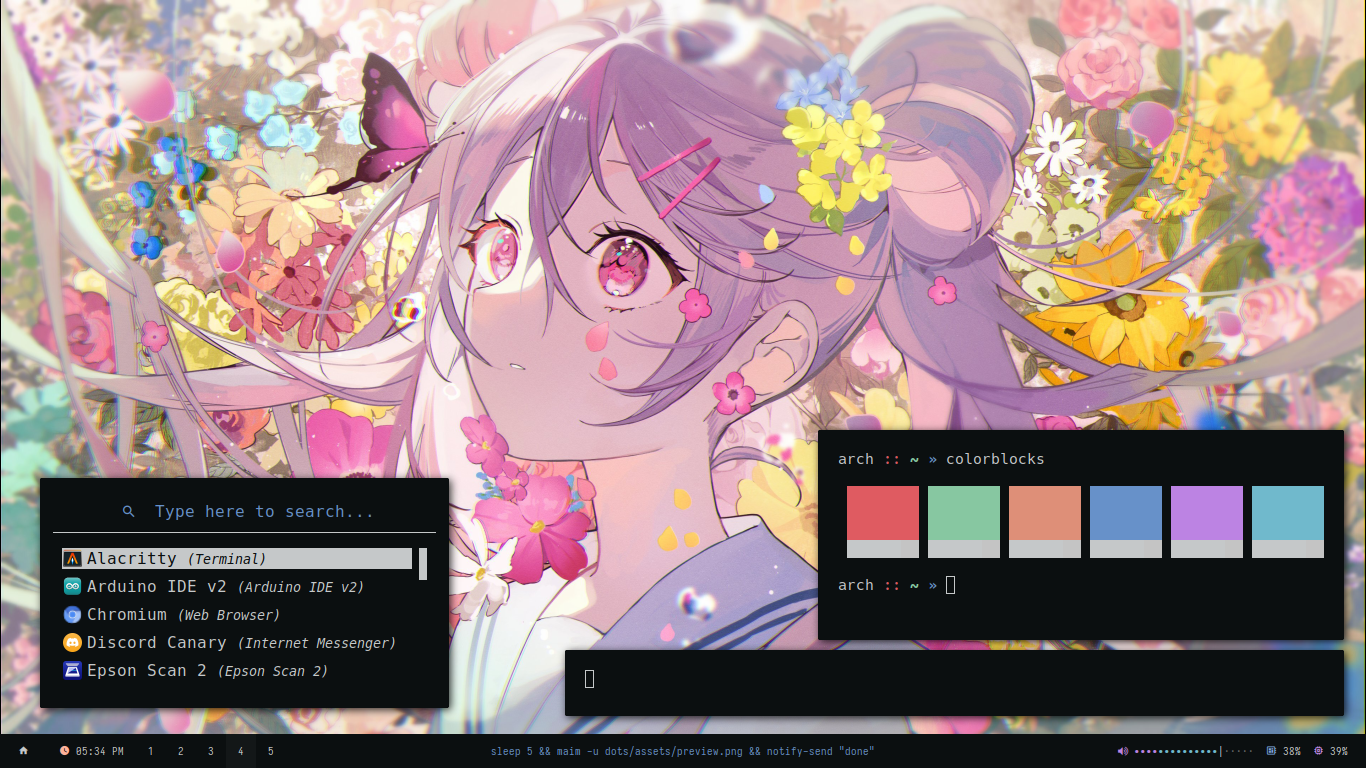 arch :: ~ » colorblocks
arch :: ~ »
Type here to search...
Alacritty (Terminal)
Arduino IDE v2 (Arduino IDE v2)
Chromium (Web Browser)
Discord Canary (Internet Messenger)
Epson Scan 2 (Epson Scan 2)
05:34 PM 1 2 3 4 5 sleep 5 && maim -u dots/assets/preview.png && notify-send "done" 38% 39%